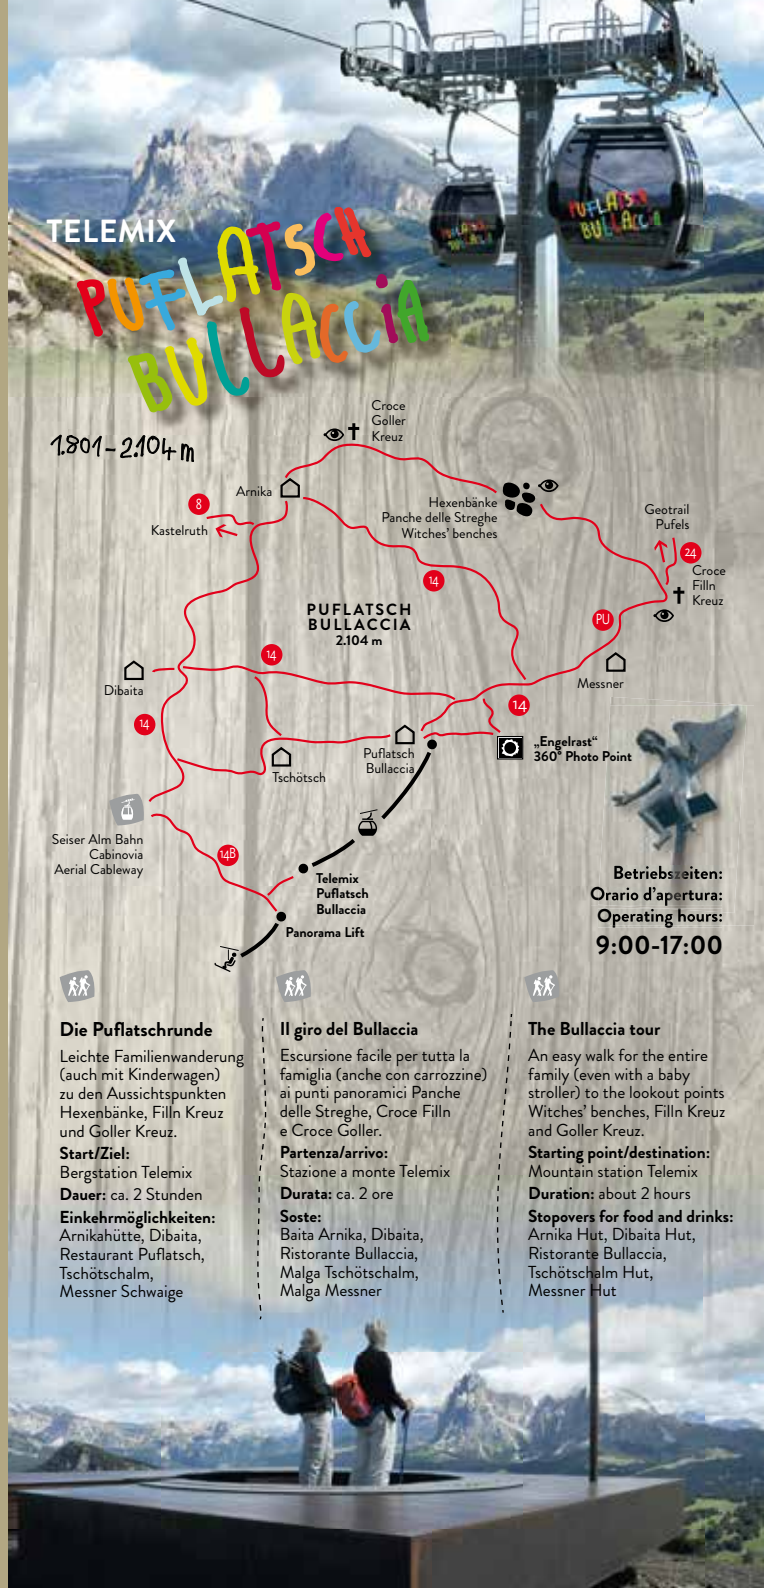 PUFLATSCH
BULLACCIA
TELEMIX
PUFLATSCH
BULLACCIA
1.801-2.104 m
Croce
Goller
Kreuz
Arnika
8
Kastelruth
Hexenbänke
Panche delle Streghe
Witches’ benches
Geotrail
Pufels
24
Croce
Filln
Kreuz
14
PUFLATSCH
BULLACCIA
2.104 m
PU
14
Dibaita
Messner
14
14
„Engelrast“
360° Photo Point
Puflatsch
Bullaccia
Tschötsch
Seiser Alm Bahn
Cabinovia
Aerial Cableway
14B
Telemix
Puflatsch
Bullaccia
Panorama Lift
Betriebszeiten:
Orario d’apertura:
Operating hours:
9:00-17:00
Die Puflatschrunde
Leichte Familienwanderung
(auch mit Kinderwagen)
zu den Aussichtspunkten
Hexenbänke, Filln Kreuz
und Goller Kreuz.
Start/Ziel:
Bergstation Telemix
Dauer: ca. 2 Stunden
Einkehrmöglichkeiten:
Arnikahütte, Dibaita,
Restaurant Puflatsch,
Tschötschalm,
Messner Schwaige
Il giro del Bullaccia
Escursione facile per tutta la
famiglia (anche con carrozzine)
ai punti panoramici Panche
delle Streghe, Croce Filln
e Croce Goller.
Partenza/arrivo:
Stazione a monte Telemix
Durata: ca. 2 ore
Soste:
Baita Arnika, Dibaita,
Ristorante Bullaccia,
Malga Tschötschalm,
Malga Messner
The Bullaccia tour
An easy walk for the entire
family (even with a baby
stroller) to the lookout points
Witches’ benches, Filln Kreuz
and Goller Kreuz.
Starting point/destination:
Mountain station Telemix
Duration: about 2 hours
Stopovers for food and drinks:
Arnika Hut, Dibaita Hut,
Ristorante Bullaccia,
Tschötschalm Hut,
Messner Hut